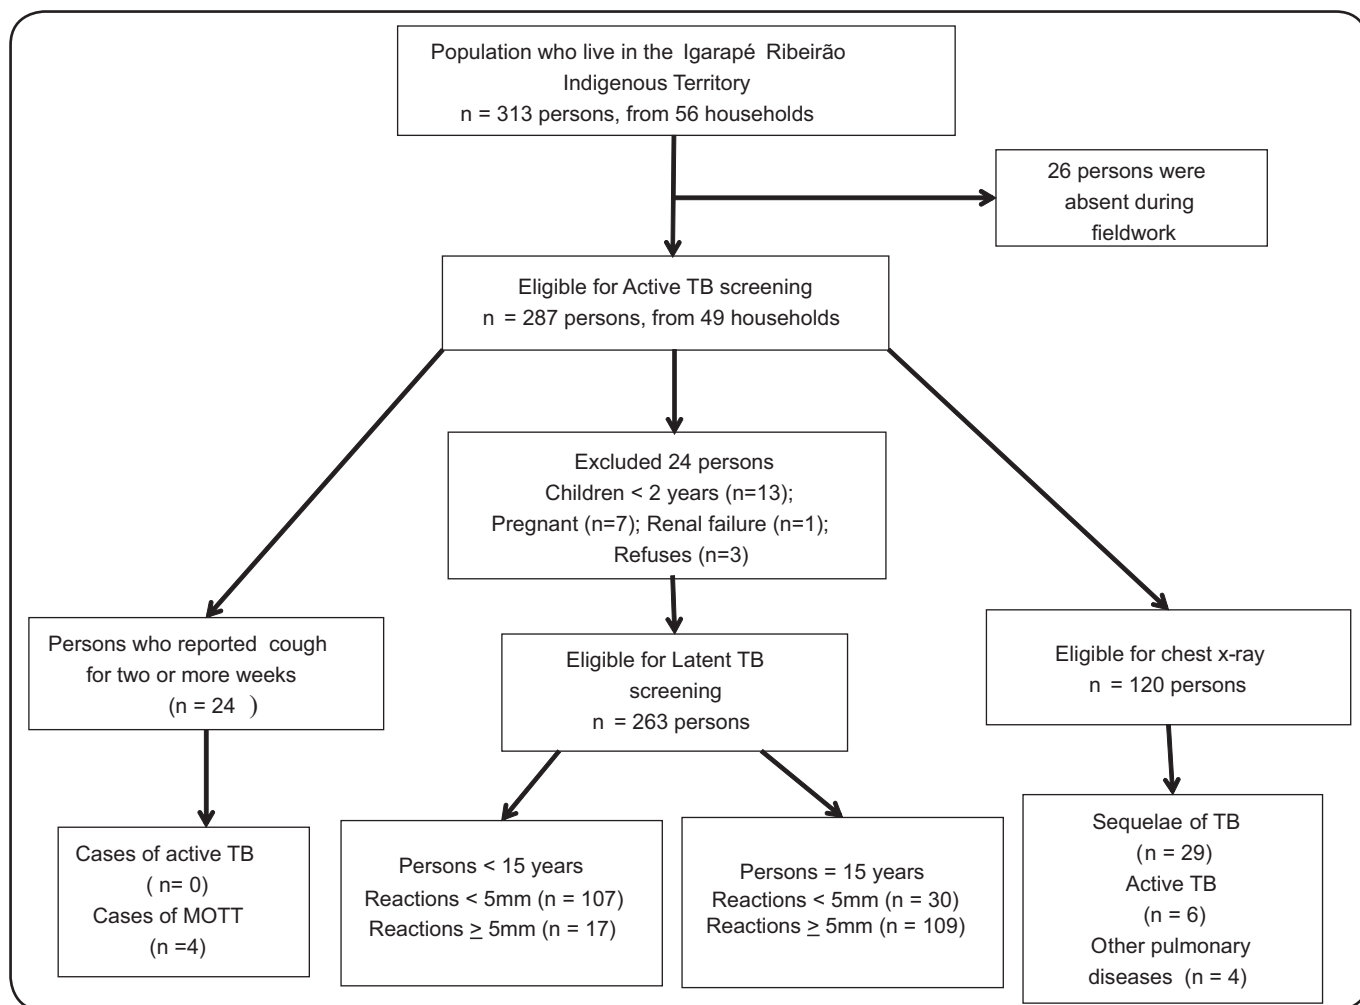 Population who live in the Igarapé Ribeirão
Indigenous Territory
n = 313 persons, from 56 households
26 persons were
absent during
fieldwork
Eligible for Active TB screening
n = 287 persons, from 49 households
Excluded 24 persons
Children < 2 years (n=13);
Pregnant (n=7); Renal failure (n=1);
Refuses (n=3)
Persons who reported cough
for two or more weeks
(n = 24 )
Eligible for Latent TB
screening
n = 263 persons
Eligible for chest x-ray
n = 120 persons
Cases of active TB
( n= 0)
Cases of MOTT
(n =4)
Persons < 15 years
Reactions < 5mm (n = 107)
Reactions ≥ 5mm (n = 17)
Persons = 15 years
Reactions < 5mm (n = 30)
Reactions ≥ 5mm (n = 109)
Sequelae of TB
(n = 29)
Active TB
(n = 6)
Other pulmonary
diseases (n = 4)